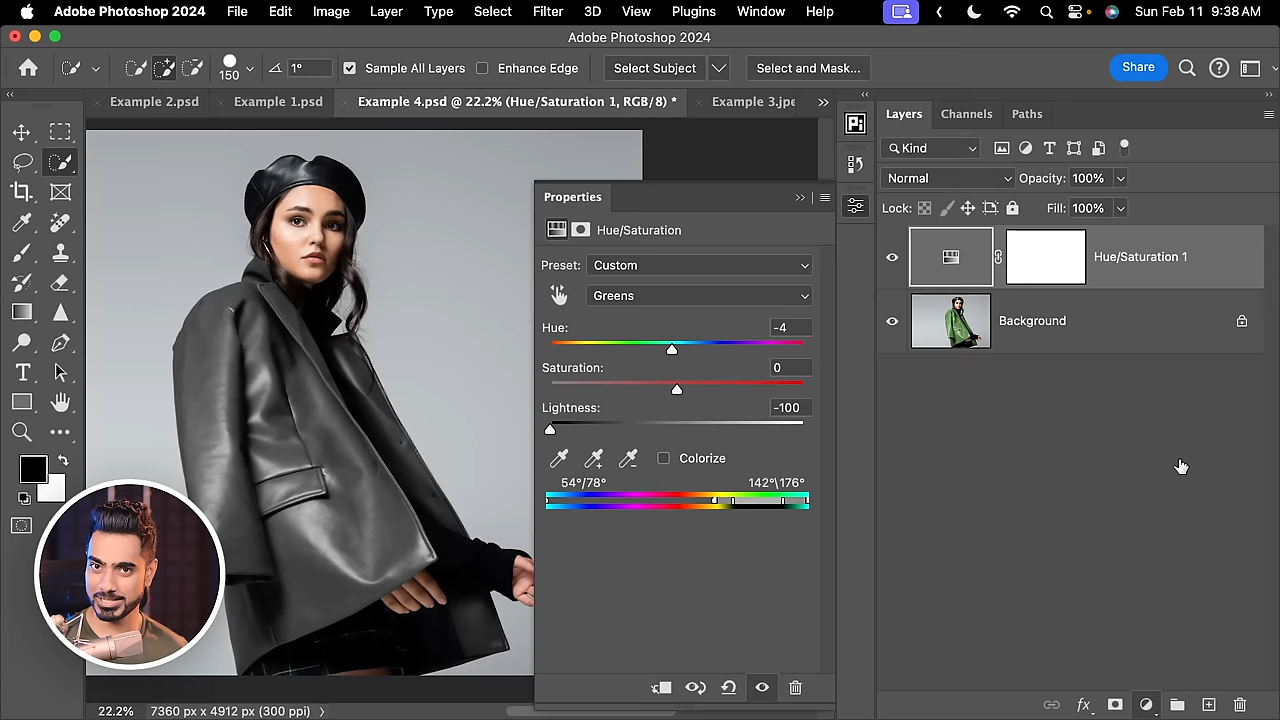 Adobe Photoshop 2024 File Edit Image Layer Type Select Filter 3D View Plugins Window Help Sun Feb 11 9:38 AM
Adobe Photoshop 2024
150 1° Sample All Layers Enhance Edge Select Subject Select and Mask... Share
× Example 2.psd × Example 1.psd × Example 4.psd @ 22.2% (Hue/Saturation 1, RGB/8) * × Example 3.jpe
Layers Channels Paths
Kind
Normal Opacity: 100%
Lock: Fill: 100%
Hue/Saturation 1
Background
Properties
Hue/Saturation
Preset: Custom
Greens
Hue: -4
Saturation: 0
Lightness: -100
Colorize
54°/78° 142°\176°
22.2% 7360 px x 4912 px (300 ppi)